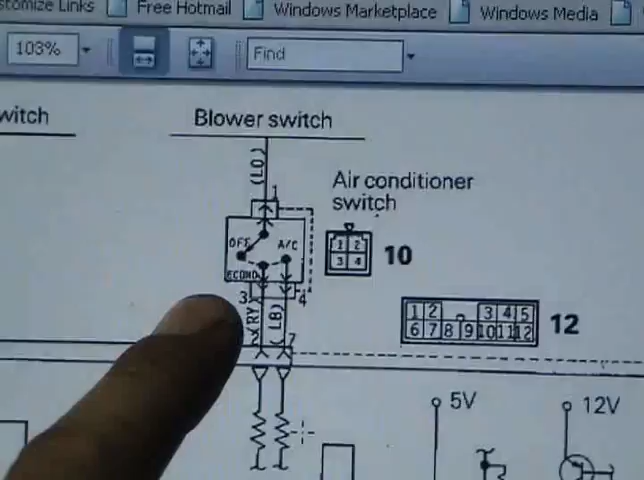 stomize Links Free Hotmail Windows Marketplace Windows Media
103% Find
witch
Blower switch
(LO)
Air conditioner
switch
1
OFF A/C
ECONO
1 2
3 4
10
3 4
(LB)
7
1 2 3 4 5
6 7 8 9 10 11 12
12
5V 12V